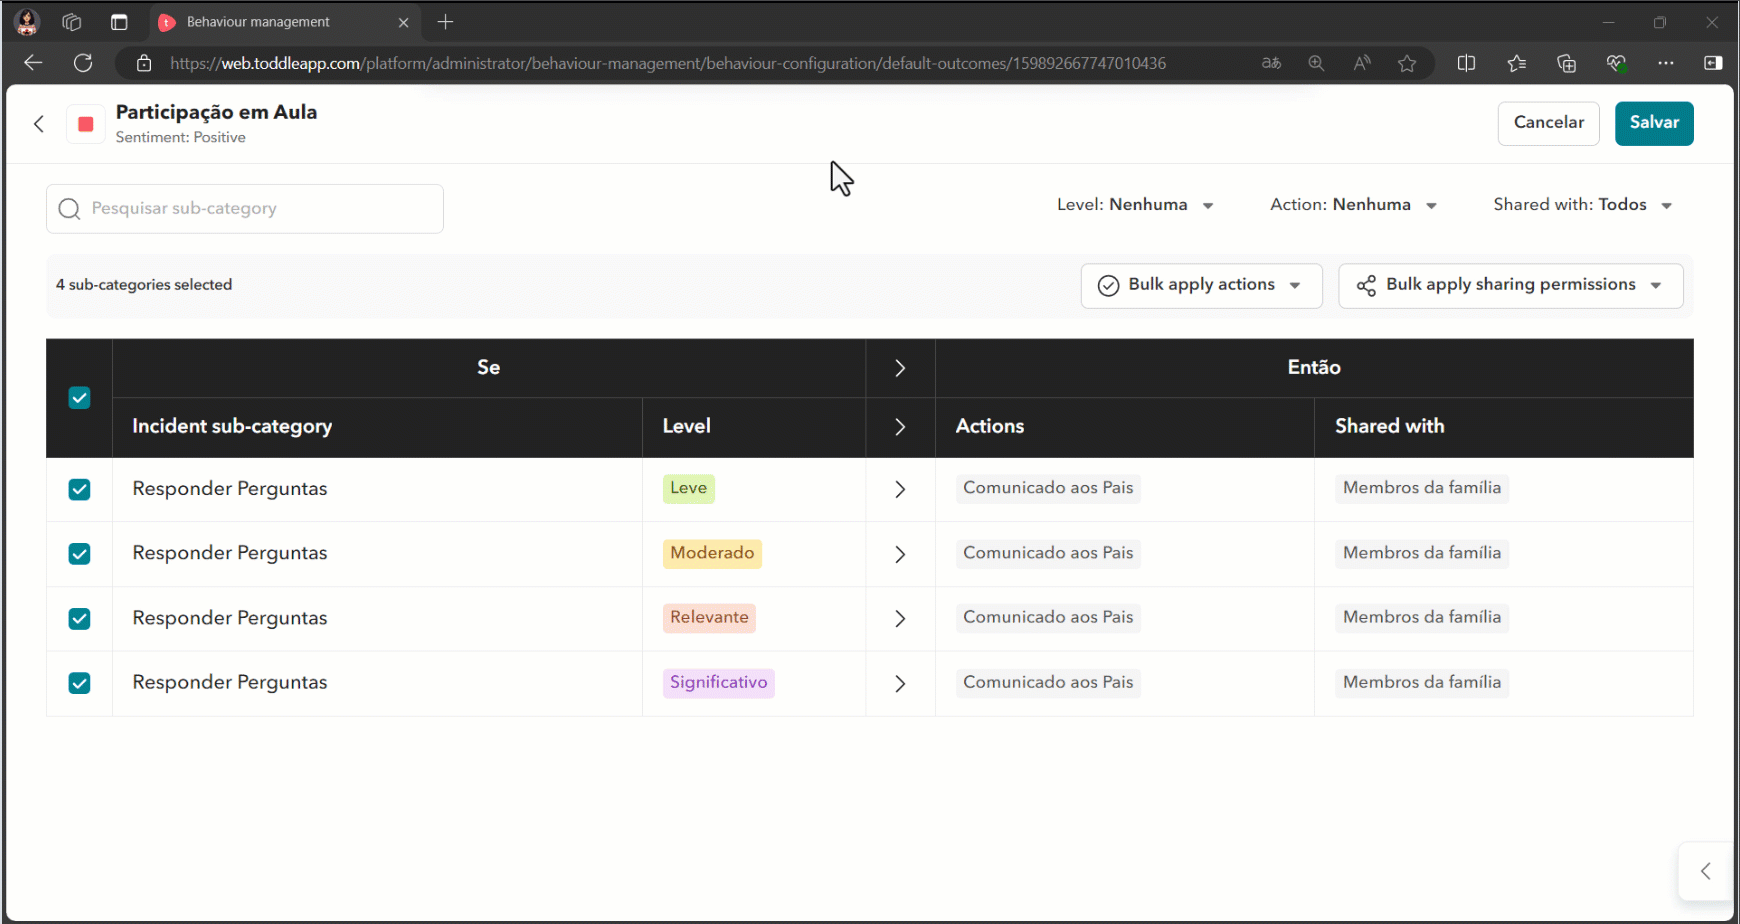 Behaviour management
https://web.toddleapp.com/platform/administrator/behaviour-management/behaviour-configuration/default-outcomes/159892667747010436
Participação em Aula
Sentiment: Positive
Cancelar
Salvar
Pesquisar sub-category
Level: Nenhuma
Action: Nenhuma
Shared with: Todos
4 sub-categories selected
Bulk apply actions
Bulk apply sharing permissions
Se
Então
Incident sub-category
Level
Actions
Shared with
Responder Perguntas
Leve
Comunicado aos Pais
Membros da família
Responder Perguntas
Moderado
Comunicado aos Pais
Membros da família
Responder Perguntas
Relevante
Comunicado aos Pais
Membros da família
Responder Perguntas
Significativo
Comunicado aos Pais
Membros da família